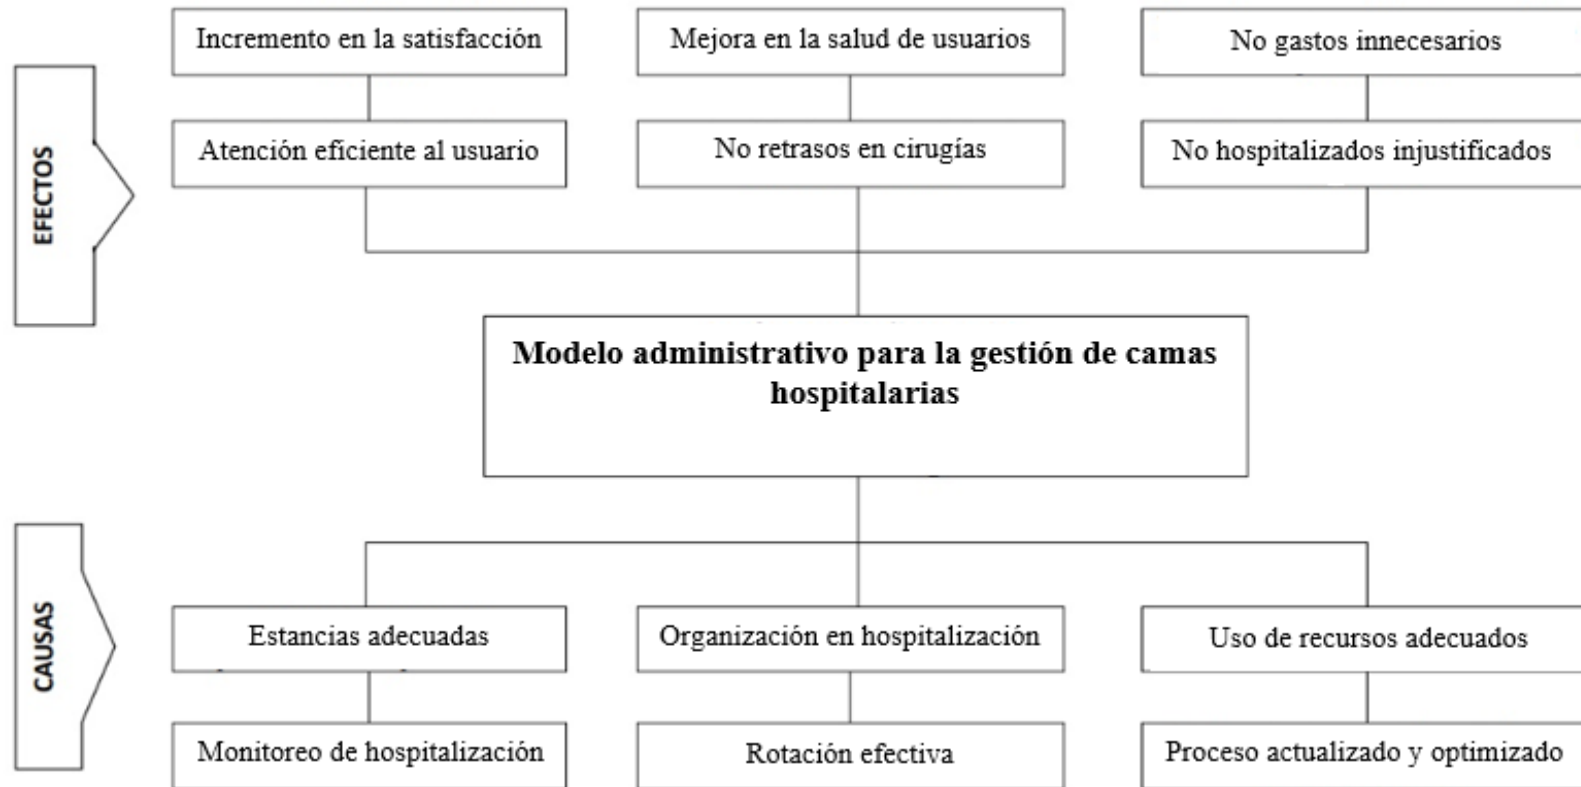 Incremento en la satisfacción
Mejora en la salud de usuarios
No gastos innecesarios
EFECTOS
Atención eficiente al usuario
No retrasos en cirugías
No hospitalizados injustificados
Modelo administrativo para la gestión de camas
hospitalarias
CAUSAS
Estancias adecuadas
Organización en hospitalización
Uso de recursos adecuados
Monitoreo de hospitalización
Rotación efectiva
Proceso actualizado y optimizado